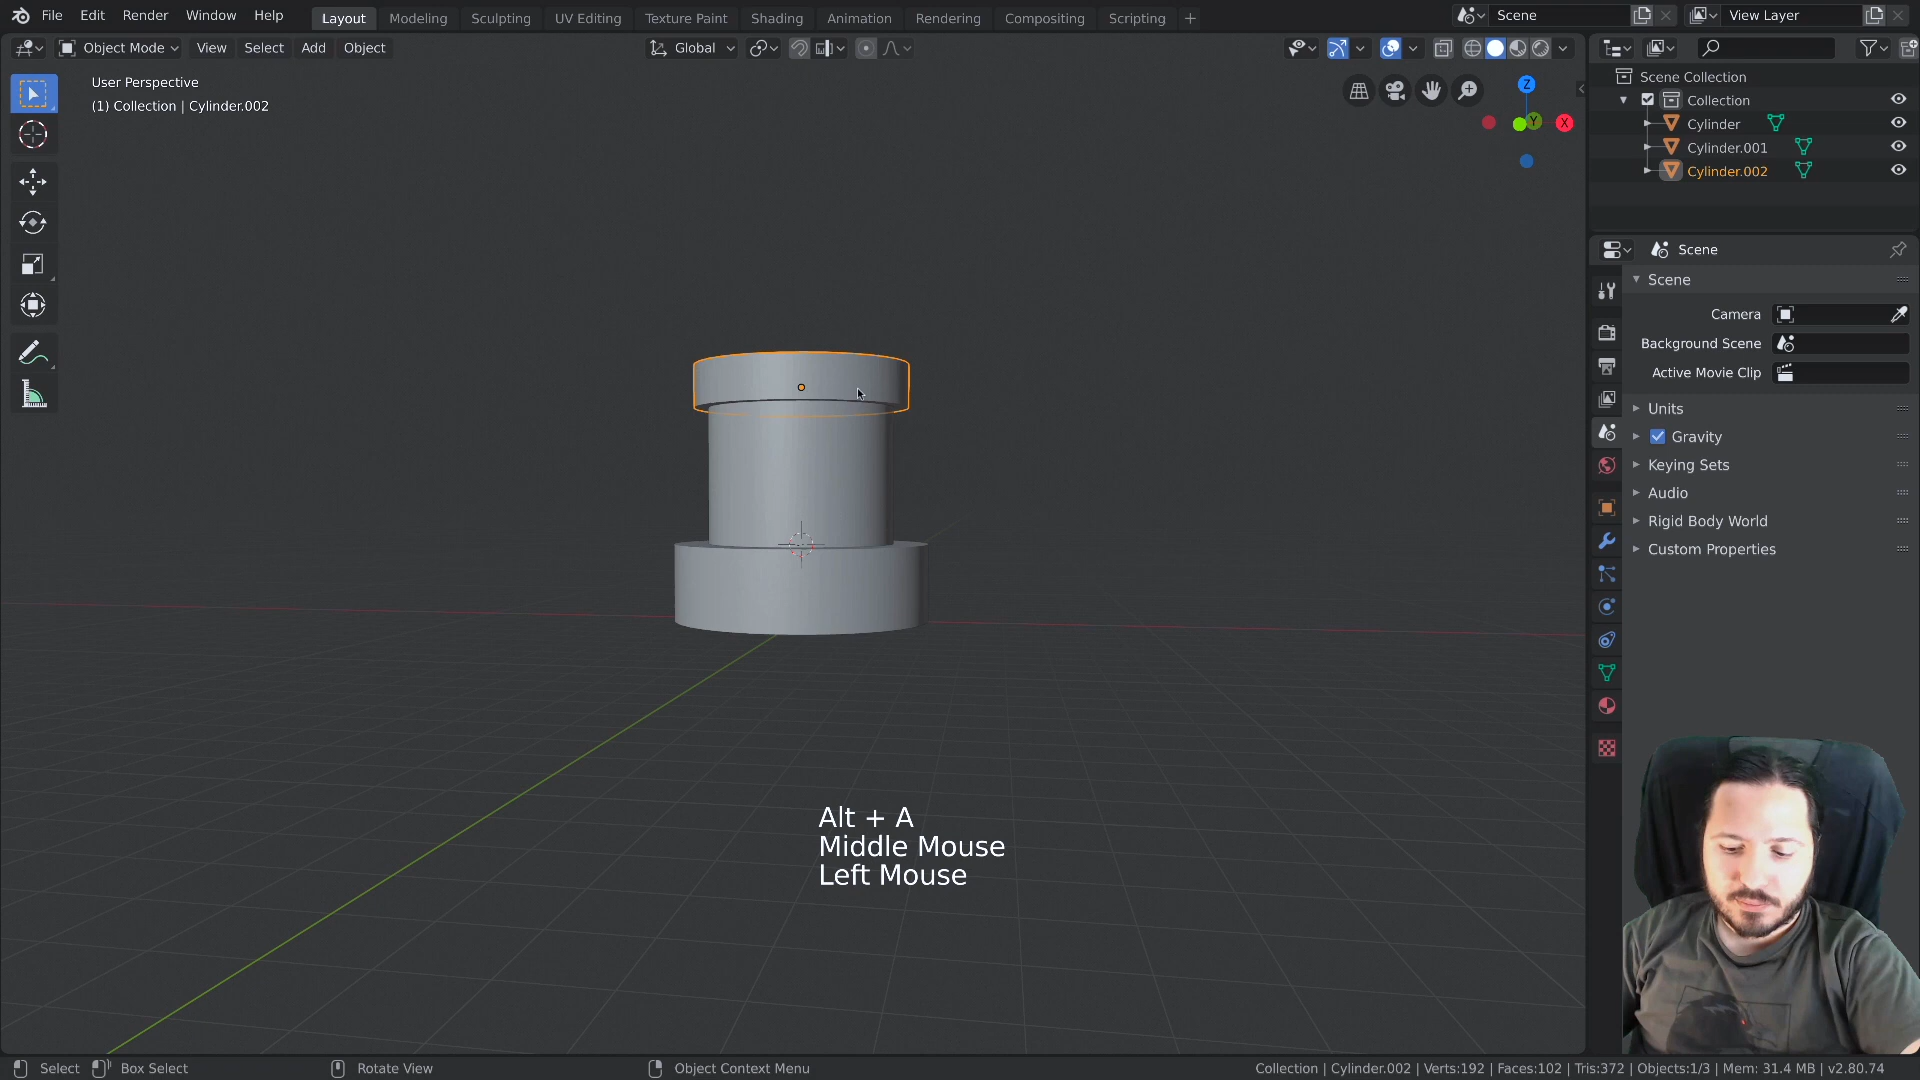 File Edit Render Window Help
Layout Modeling Sculpting UV Editing Texture Paint Shading Animation Rendering Compositing Scripting +
Scene
View Layer
Object Mode View Select Add Object
Global
User Perspective
(1) Collection | Cylinder.002
Z
Y
X
Scene Collection
Collection
Cylinder
Cylinder.001
Cylinder.002
Scene
Scene
Camera
Background Scene
Active Movie Clip
Units
Gravity
Keying Sets
Audio
Rigid Body World
Custom Properties
Alt + A
Middle Mouse
Left Mouse
Select
Box Select
Rotate View
Object Context Menu
Collection | Cylinder.002 | Verts:192 | Faces:102 | Tris:372 | Objects:1/3 | Mem: 31.4 MB | v2.80.74